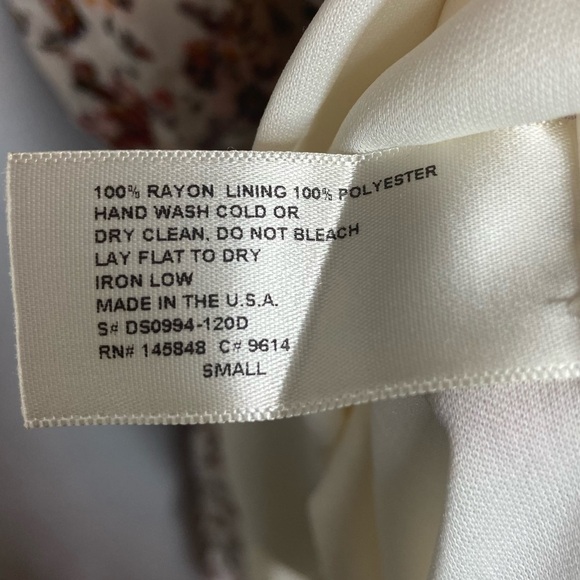 100% RAYON LINING 100% POLYESTER
HAND WASH COLD OR
DRY CLEAN, DO NOT BLEACH
LAY FLAT TO DRY
IRON LOW
MADE IN THE U.S.A.
S# DS0994-120D
RN# 145848 C# 9614
SMALL